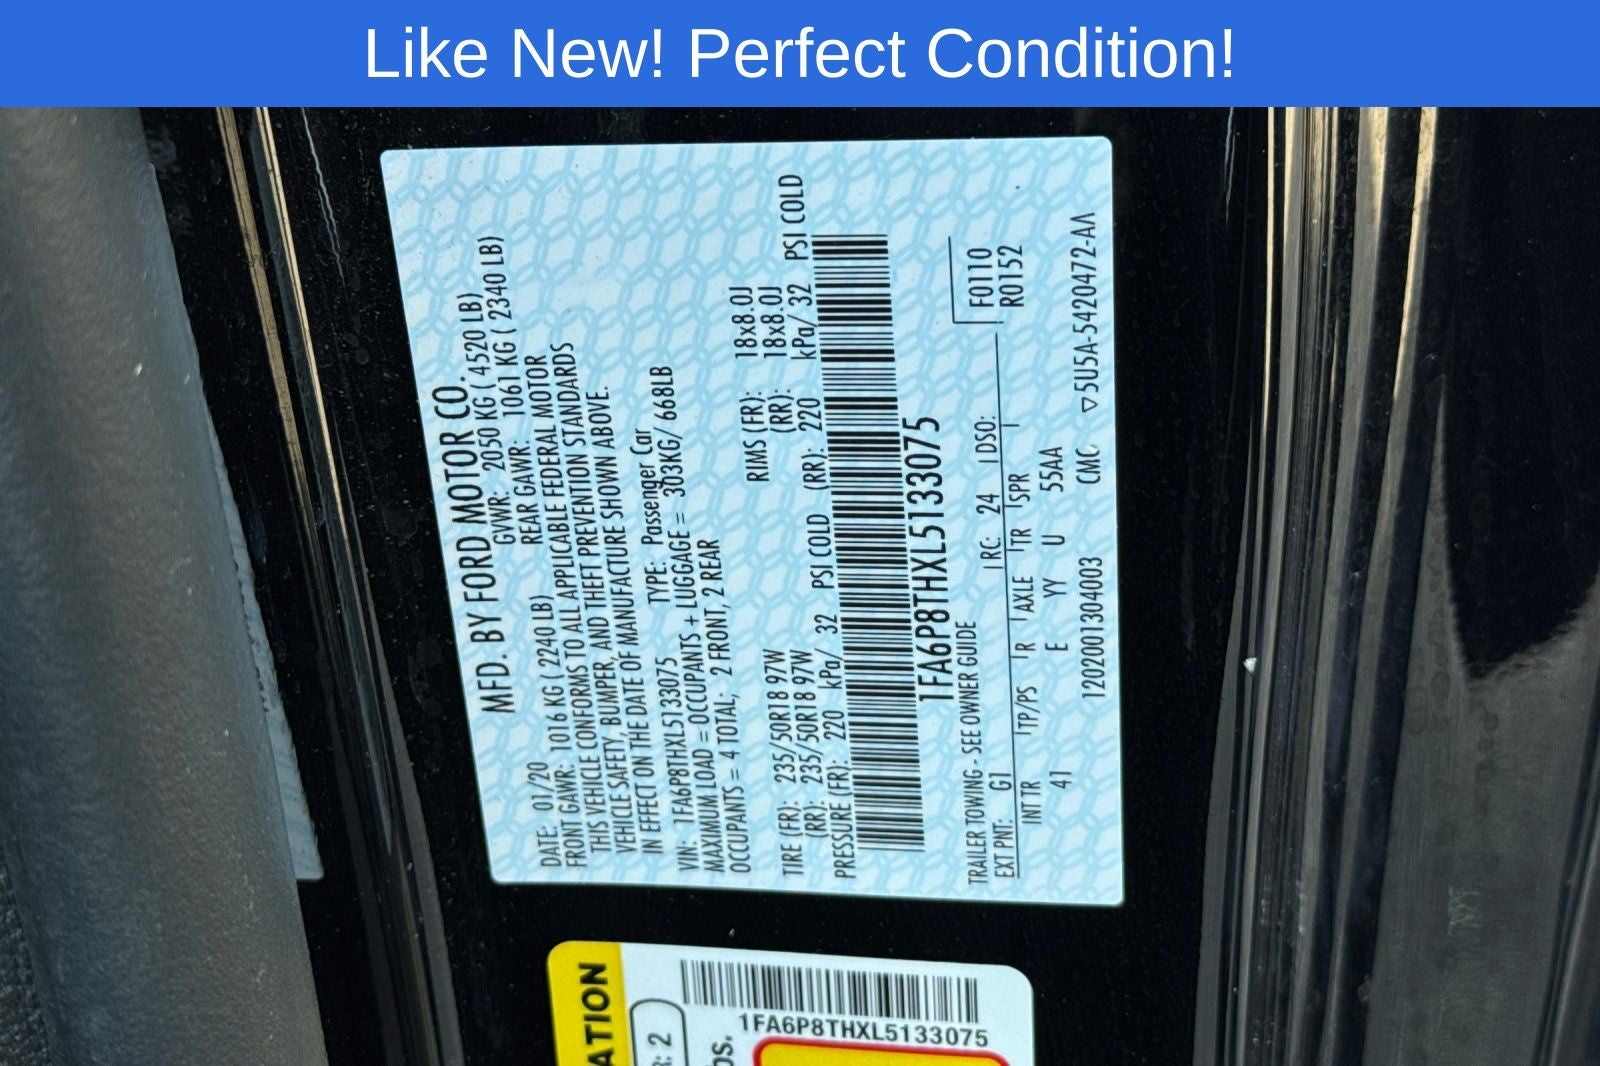 Like New! Perfect Condition!
MFD. BY FORD MOTOR CO.
DATE: 01/20 GVWR: 2050 KG ( 4520 LB)
FRONT GAWR: 1016 KG ( 2240 LB) REAR GAWR: 1061 KG ( 2340 LB)
THIS VEHICLE CONFORMS TO ALL APPLICABLE FEDERAL MOTOR
VEHICLE SAFETY, BUMPER, AND THEFT PREVENTION STANDARDS
IN EFFECT ON THE DATE OF MANUFACTURE SHOWN ABOVE.
VIN: 1FA6P8THXL5133075 TYPE: Passenger Car
MAXIMUM LOAD = OCCUPANTS + LUGGAGE = 303KG/ 668LB
OCCUPANTS = 4 TOTAL; 2 FRONT, 2 REAR
TIRE (FR): 235/50R18 97W RIMS (FR): 18x8.0J
(RR): 235/50R18 97W (RR): 18x8.0J
PRESSURE (FR): 220 kPa/ 32 PSI COLD (RR): 220 kPa/ 32 PSI COLD
1FA6P8THXL5133075
TRAILER TOWING - SEE OWNER GUIDE
EXT PNT: G1 RC: 24 DSO: F0110
INT TR TP/PS R AXLE TR SPR R0152
41 E YY U 55AA
12020013040​03 CMC ▽5U5A-5420472-AA
ATION
R: 2
1FA6P8THXL5133075